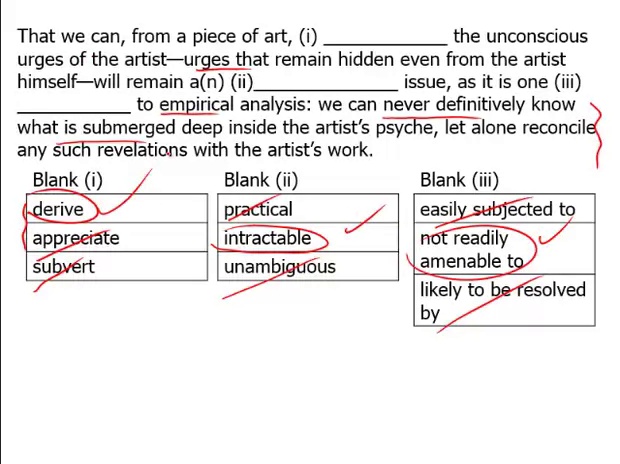 That we can, from a piece of art, (i) ______________ the unconscious
urges of the artist—urges that remain hidden even from the artist
himself—will remain a(n) (ii)________________ issue, as it is one (iii)
_____________ to empirical analysis: we can never definitively know
what is submerged deep inside the artist's psyche, let alone reconcile
any such revelations with the artist's work.
Blank (i) Blank (ii) Blank (iii)
derive practical easily subjected to
appreciate intractable not readily
amenable to
subvert unambiguous likely to be resolved
by